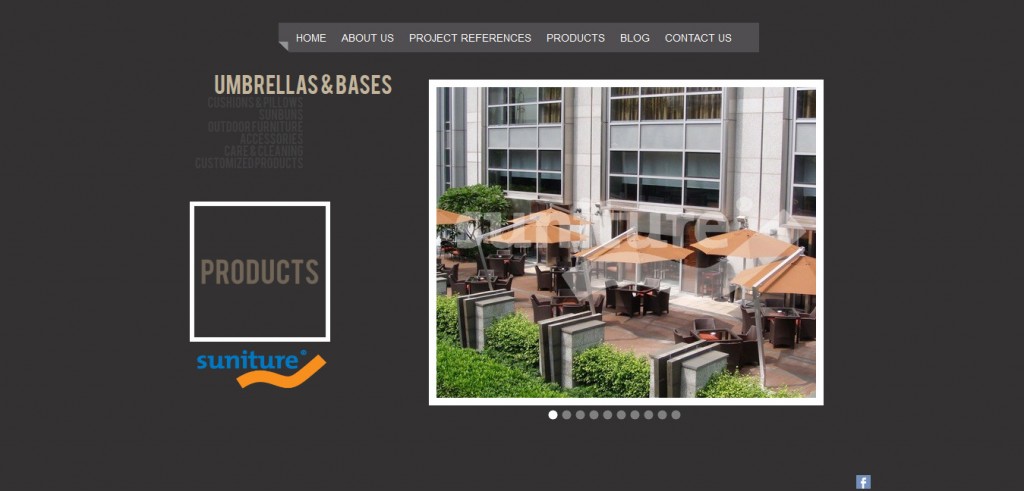 HOME ABOUT US PROJECT REFERENCES PRODUCTS BLOG CONTACT US
UMBRELLAS & BASES
CUSHIONS & PILLOWS
SUNBUNS
OUTDOOR FURNITURE
ACCESSORIES
CARE & CLEANING
CUSTOMIZED PRODUCTS
suniture
PRODUCTS
suniture
f